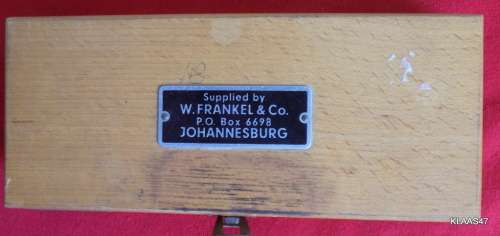 Supplied by
W. FRANKEL & Co.
P.O. Box 6698
JOHANNESBURG
KLAAS47